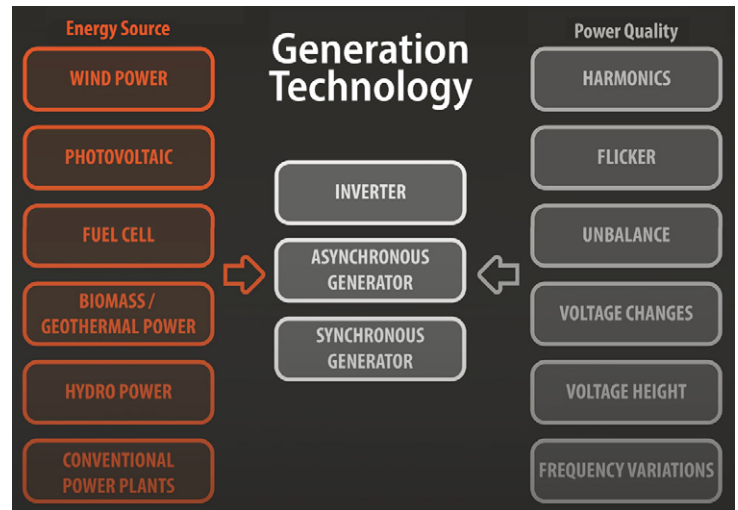 Energy Source
WIND POWER
PHOTOVOLTAIC
FUEL CELL
BIOMASS /
GEOTHERMAL POWER
HYDRO POWER
CONVENTIONAL
POWER PLANTS
Generation
Technology
INVERTER
ASYNCHRONOUS
GENERATOR
SYNCHRONOUS
GENERATOR
Power Quality
HARMONICS
FLICKER
UNBALANCE
VOLTAGE CHANGES
VOLTAGE HEIGHT
FREQUENCY VARIATIONS